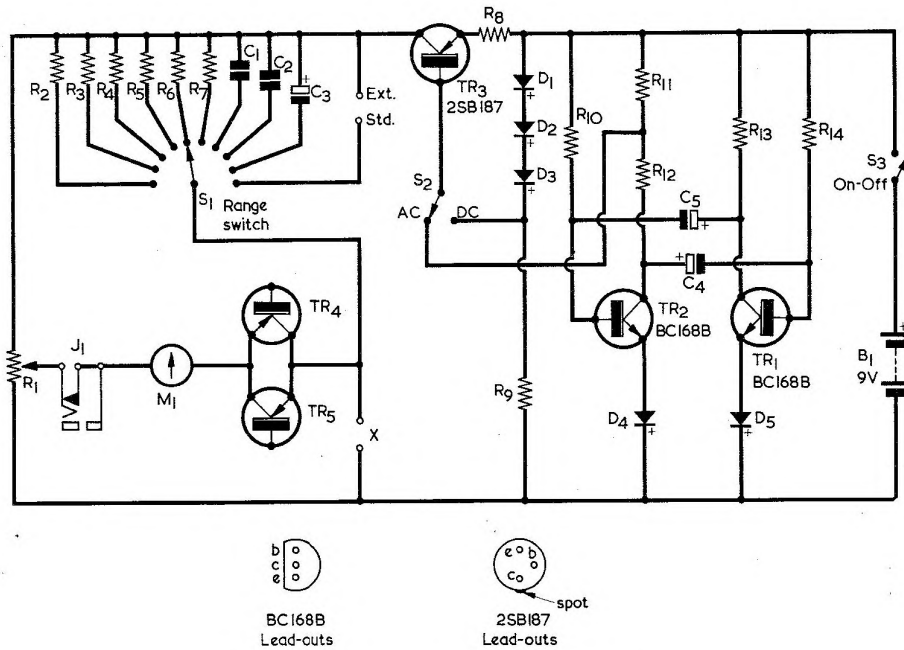 R8
C1
C2
+
C3
R2
R3
R4
R5
R6
R7
TR3
2SB187
D1
+
D2
+
D3
+
R10
R11
R12
R13
R14
Ext.
Std.
S1
Range
switch
S2
AC
DC
C5
+
+
C4
S3
On-Off
TR4
TR5
J1
R1
M1
X
R9
TR2
BC168B
TR1
BC168B
D4
+
D5
+
B1
9V
+
b
c
e
BC168B
Lead-outs
e
b
c
spot
2SB187
Lead-outs